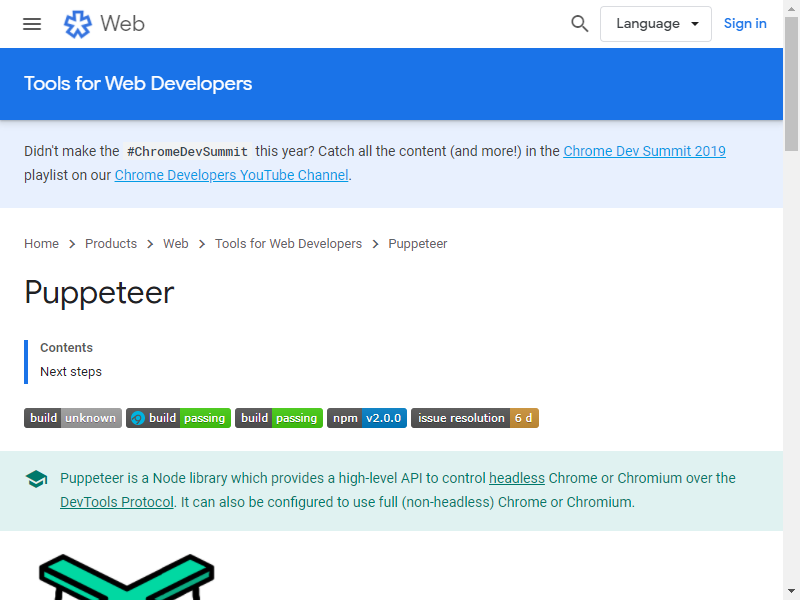 Web
Language
Sign in
Tools for Web Developers
Didn't make the #ChromeDevSummit this year? Catch all the content (and more!) in the Chrome Dev Summit 2019
playlist on our Chrome Developers YouTube Channel.
Home > Products > Web > Tools for Web Developers > Puppeteer
Puppeteer
Contents
Next steps
build unknown build passing build passing npm v2.0.0 issue resolution 6 d
Puppeteer is a Node library which provides a high-level API to control headless Chrome or Chromium over the
DevTools Protocol. It can also be configured to use full (non-headless) Chrome or Chromium.